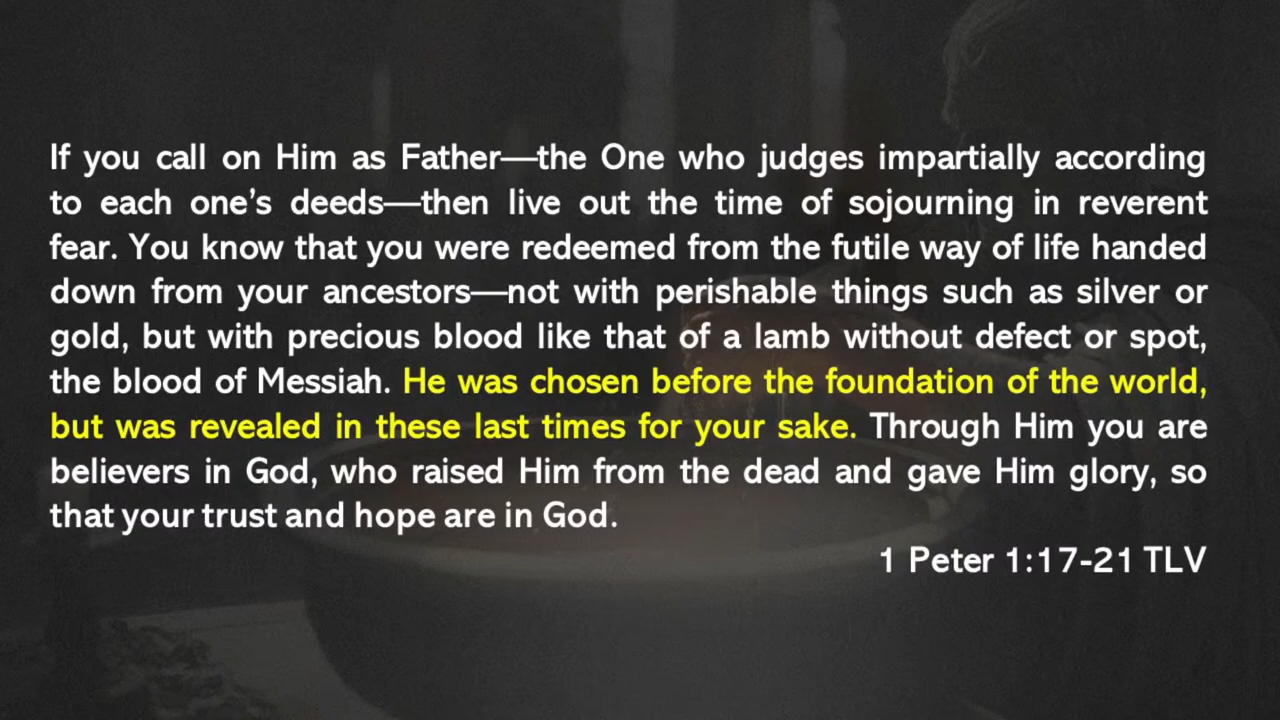 If you call on Him as Father—the One who judges impartially according
to each one’s deeds—then live out the time of sojourning in reverent
fear. You know that you were redeemed from the futile way of life handed
down from your ancestors—not with perishable things such as silver or
gold, but with precious blood like that of a lamb without defect or spot,
the blood of Messiah. He was chosen before the foundation of the world,
but was revealed in these last times for your sake. Through Him you are
believers in God, who raised Him from the dead and gave Him glory, so
that your trust and hope are in God.
1 Peter 1:17-21 TLV